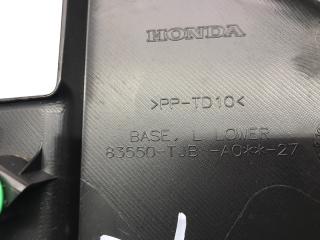 HONDA
>PP-TD10<
BASE, L LOWER
83550-TJB -A0**-27